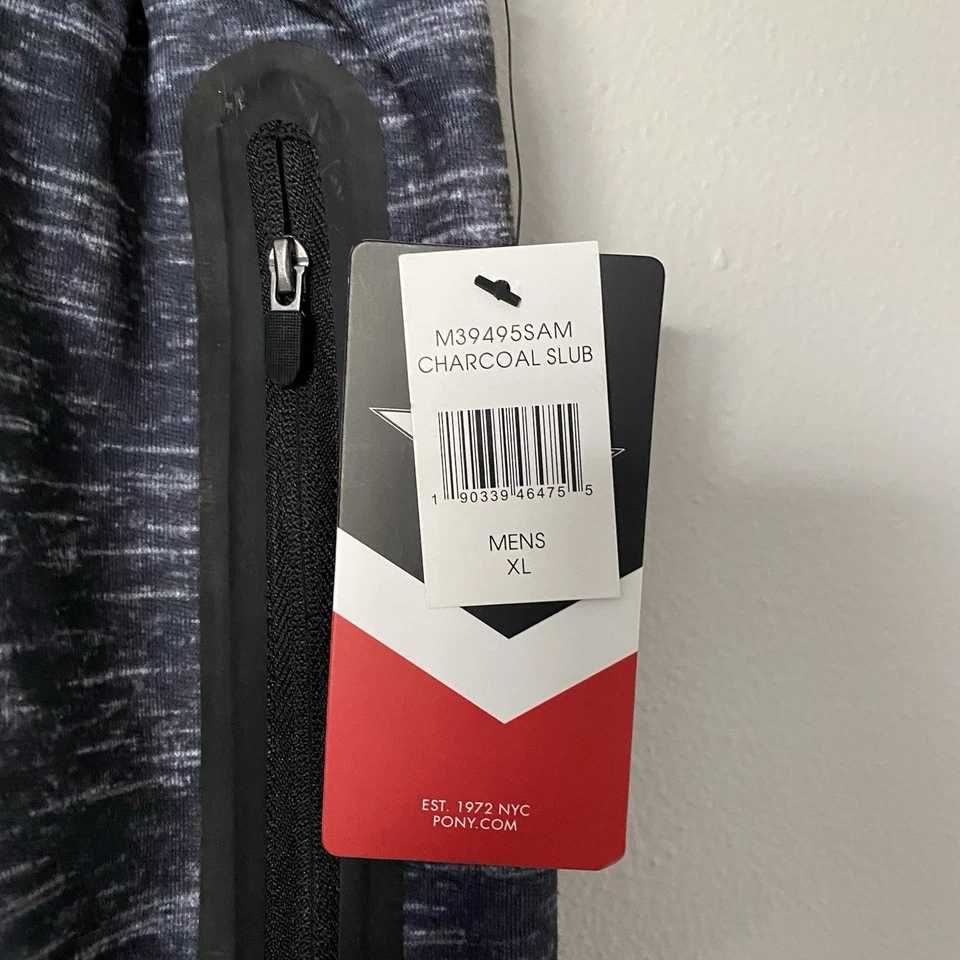 M39495SAM
CHARCOAL SLUB
1 90339 46475 5
MENS
XL
EST. 1972 NYC
PONY.COM